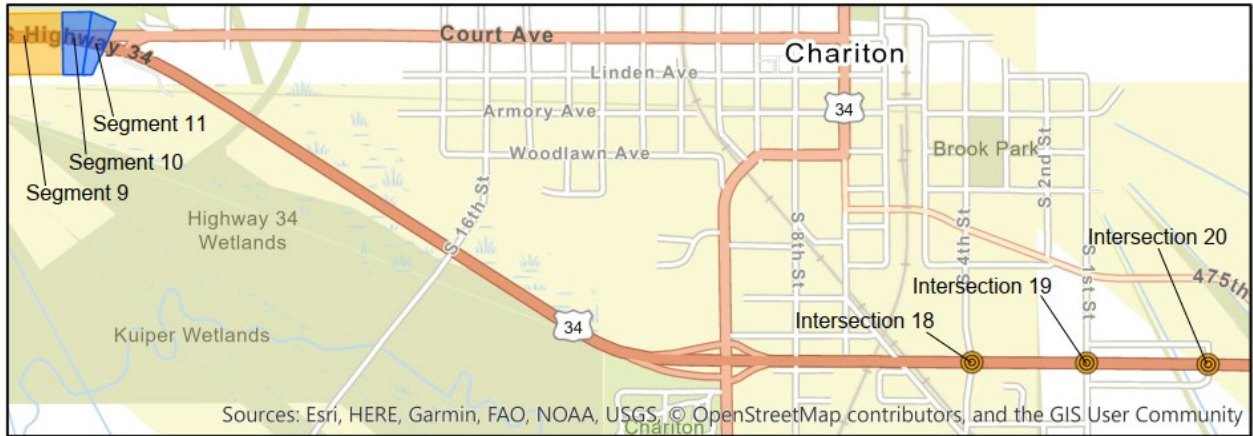 S Highway 34
Court Ave
Chariton
Linden Ave
34
Segment 11
Armory Ave
Segment 10
Woodlawn Ave
Brook Park
S 2nd St
Segment 9
Highway 34
Wetlands
S 16th St
S 8th St
S 4th St
Intersection 20
S 1st St
475th
Intersection 19
Kuiper Wetlands
34
Intersection 18
Sources: Esri, HERE, Garmin, FAO, NOAA, USGS, © OpenStreetMap contributors, and the GIS User Community
Chariton